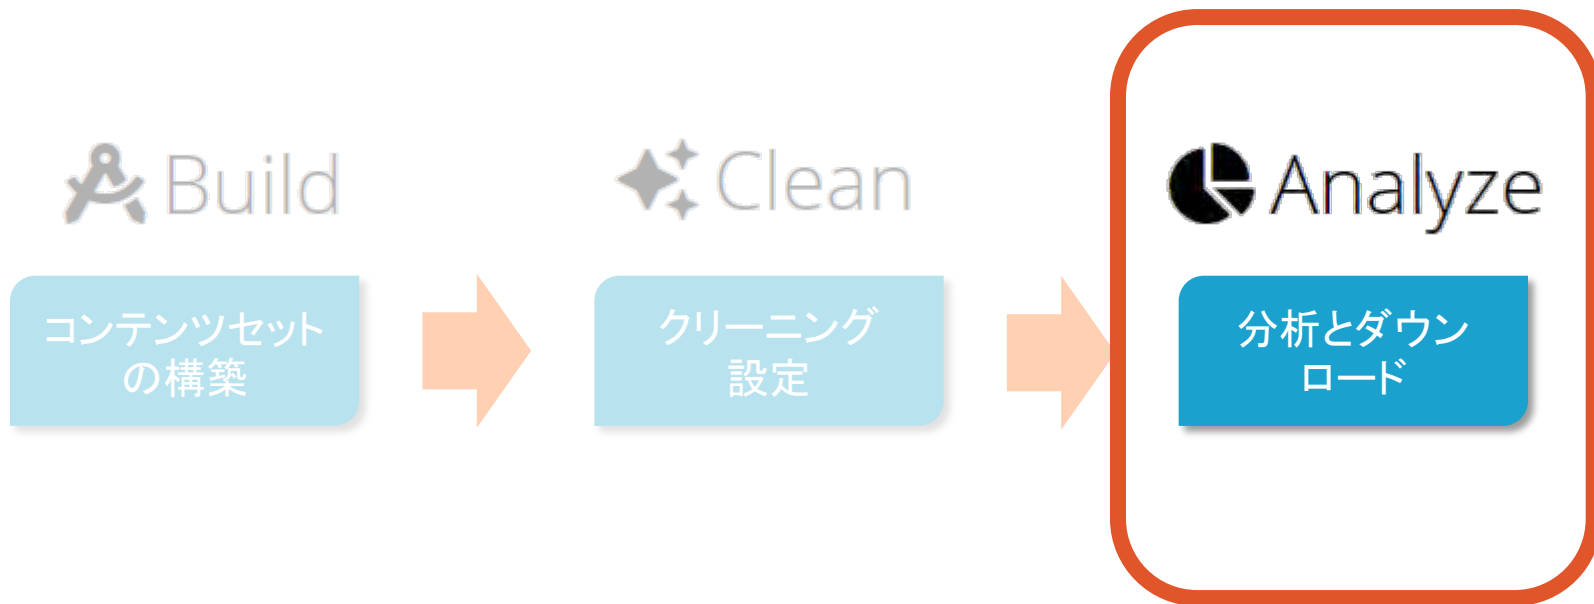 Build
コンテンツセット
の構築
Clean
クリーニング
設定
Analyze
分析とダウン
ロード